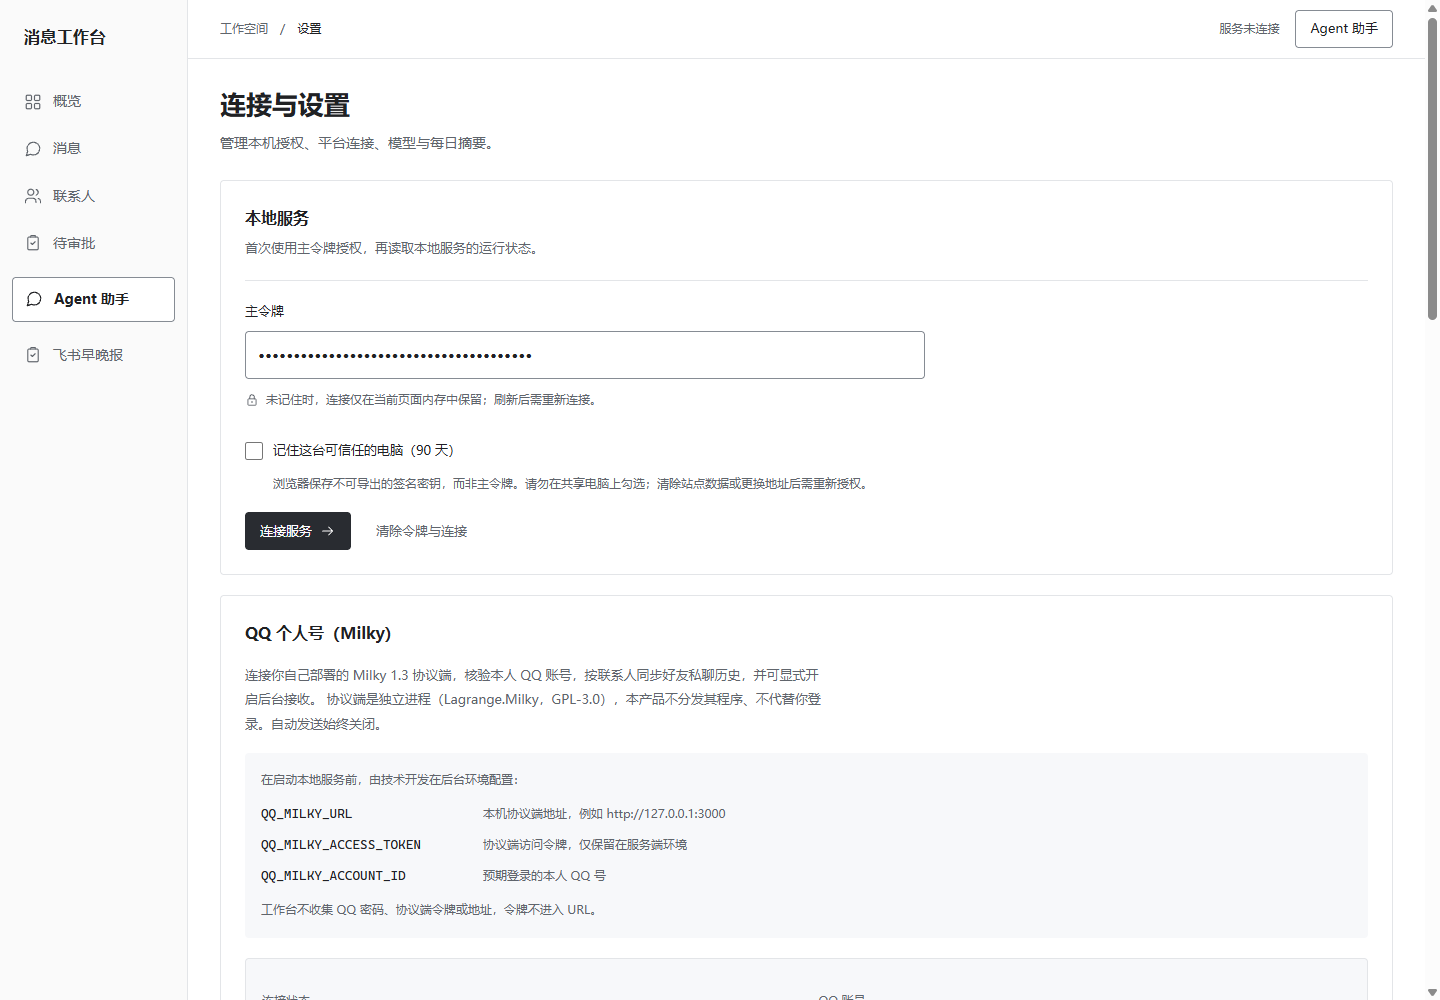 消息工作台
概览
消息
联系人
待审批
Agent 助手
飞书早晚报
工作空间 / 设置
服务未连接
Agent 助手
连接与设置
管理本机授权、平台连接、模型与每日摘要。
本地服务
首次使用主令牌授权，再读取本地服务的运行状态。
主令牌
•••••••••••••••••••••••••••••••••••••••
未记住时，连接仅在当前页面内存中保留；刷新后需重新连接。
记住这台可信任的电脑（90 天）
浏览器保存不可导出的签名密钥，而非主令牌。请勿在共享电脑上勾选；清除站点数据或更换地址后需重新授权。
连接服务 →
清除令牌与连接
QQ 个人号（Milky）
连接你自己部署的 Milky 1.3 协议端，核验本人 QQ 账号，按联系人同步好友私聊历史，并可显式开
启后台接收。 协议端是独立进程（Lagrange.Milky，GPL-3.0），本产品不分发其程序、不代替你登
录。自动发送始终关闭。
在启动本地服务前，由技术开发在后台环境配置：
QQ_MILKY_URL 本机协议端地址，例如 http://127.0.0.1:3000
QQ_MILKY_ACCESS_TOKEN 协议端访问令牌，仅保留在服务端环境
QQ_MILKY_ACCOUNT_ID 预期登录的本人 QQ 号
工作台不收集 QQ 密码、协议端令牌或地址，令牌不进入 URL。
连接状态 QQ 账号